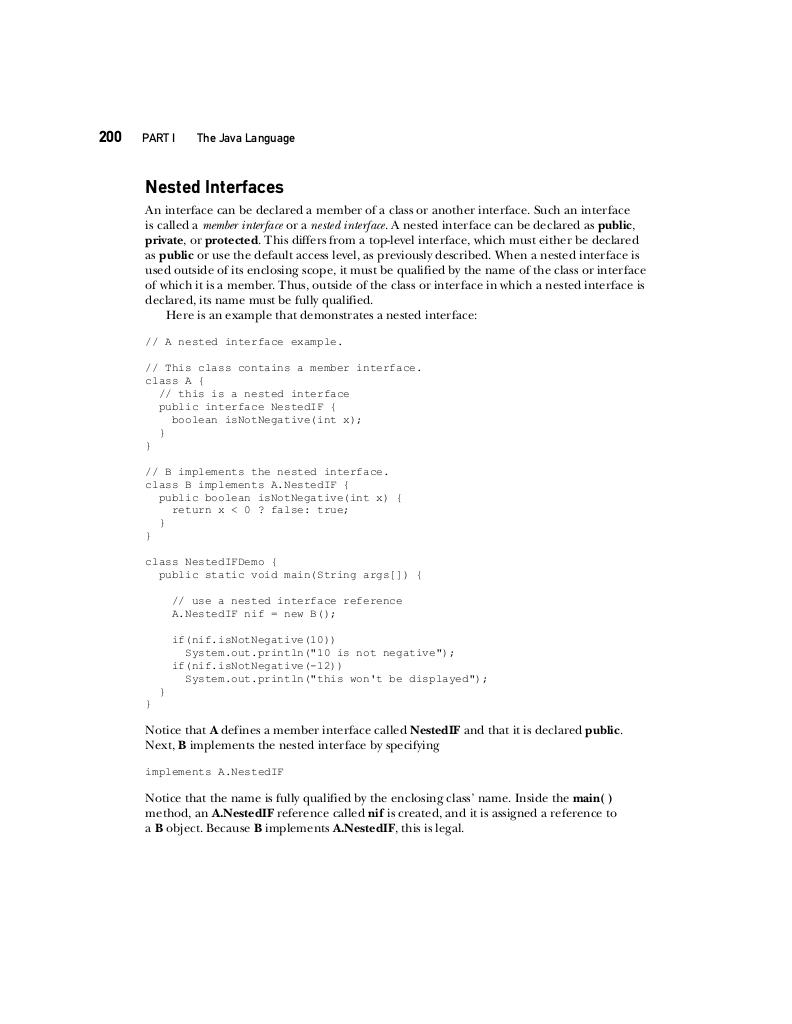 200 PART I The Java Language
Nested Interfaces
An interface can be declared a member of a class or another interface. Such an interface
is called a member interface or a nested interface. A nested interface can be declared as public,
private, or protected. This differs from a top-level interface, which must either be declared
as public or use the default access level, as previously described. When a nested interface is
used outside of its enclosing scope, it must be qualified by the name of the class or interface
of which it is a member. Thus, outside of the class or interface in which a nested interface is
declared, its name must be fully qualified.
Here is an example that demonstrates a nested interface:
// A nested interface example.
// This class contains a member interface.
class A {
  // this is a nested interface
  public interface NestedIF {
    boolean isNotNegative(int x);
  }
}
// B implements the nested interface.
class B implements A.NestedIF {
  public boolean isNotNegative(int x) {
    return x < 0 ? false: true;
  }
}
class NestedIFDemo {
  public static void main(String args[]) {
    // use a nested interface reference
    A.NestedIF nif = new B();
    if(nif.isNotNegative(10))
      System.out.println("10 is not negative");
    if(nif.isNotNegative(-12))
      System.out.println("this won't be displayed");
  }
}
Notice that A defines a member interface called NestedIF and that it is declared public.
Next, B implements the nested interface by specifying
implements A.NestedIF
Notice that the name is fully qualified by the enclosing class' name. Inside the main( )
method, an A.NestedIF reference called nif is created, and it is assigned a reference to
a B object. Because B implements A.NestedIF, this is legal.